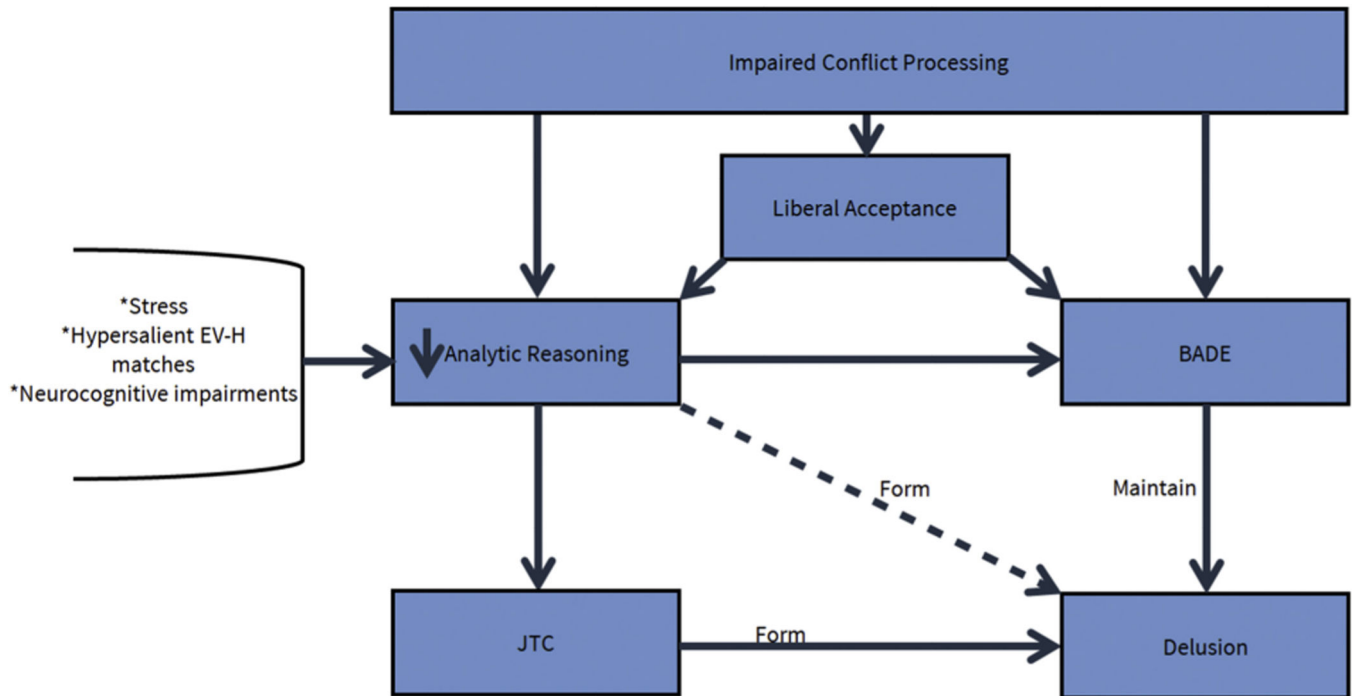 Impaired Conflict Processing
Liberal Acceptance
*Stress
*Hypersalient EV-H
matches
*Neurocognitive impairments
Analytic Reasoning
BADE
Form
Maintain
JTC
Form
Delusion